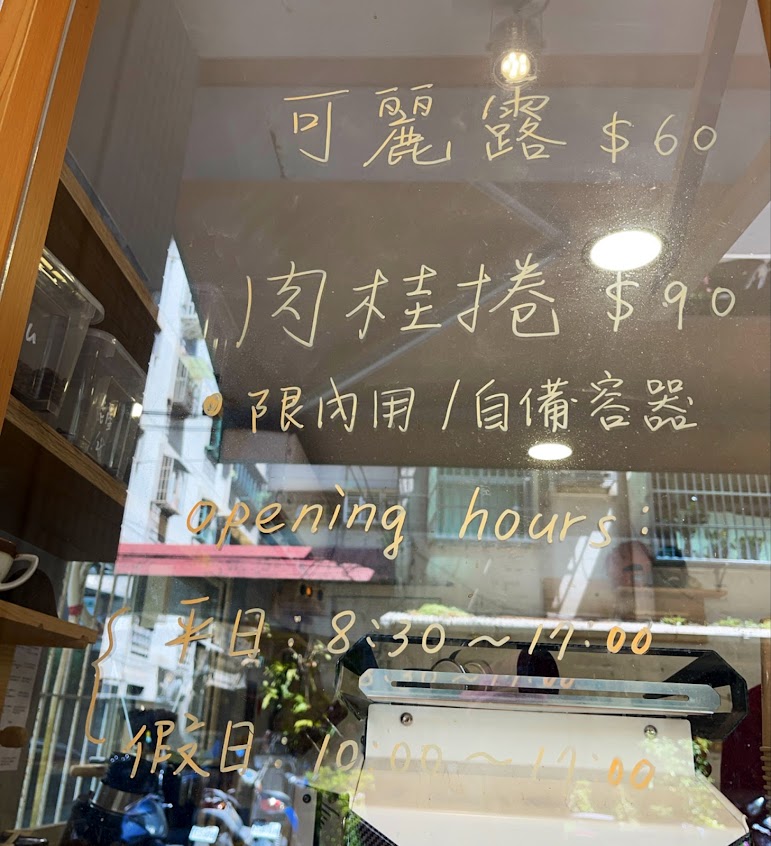 可麗露 $60
肉桂捲 $90
• 限內用 / 自備容器
opening hours:
平日: 8:30～17:00
假日: 10:00～17:00